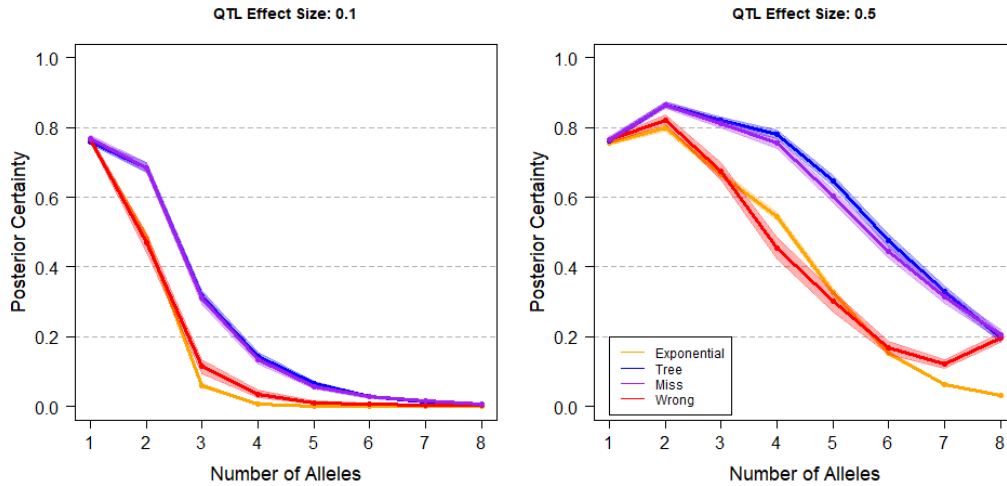 QTL Effect Size: 0.1
Posterior Certainty
1.0
0.8
0.6
0.4
0.2
0.0
1 2 3 4 5 6 7 8
Number of Alleles
QTL Effect Size: 0.5
Posterior Certainty
1.0
0.8
0.6
0.4
0.2
0.0
Exponential
Tree
Miss
Wrong
1 2 3 4 5 6 7 8
Number of Alleles